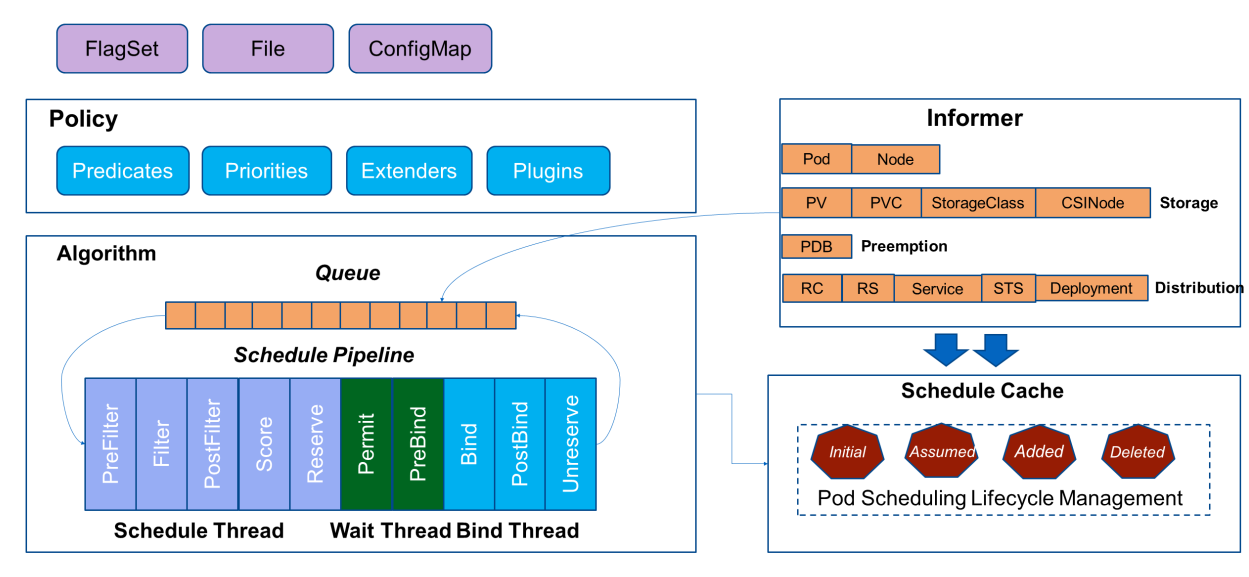 FlagSet
File
ConfigMap
Policy
Predicates
Priorities
Extenders
Plugins
Informer
Pod
Node
PV
PVC
StorageClass
CSINode
Storage
PDB
Preemption
RC
RS
Service
STS
Deployment
Distribution
Algorithm
Queue
Schedule Pipeline
PreFilter
Filter
PostFilter
Score
Reserve
Permit
PreBind
Bind
PostBind
Unreserve
Schedule Thread
Wait Thread
Bind Thread
Schedule Cache
Initial
Assumed
Added
Deleted
Pod Scheduling Lifecycle Management